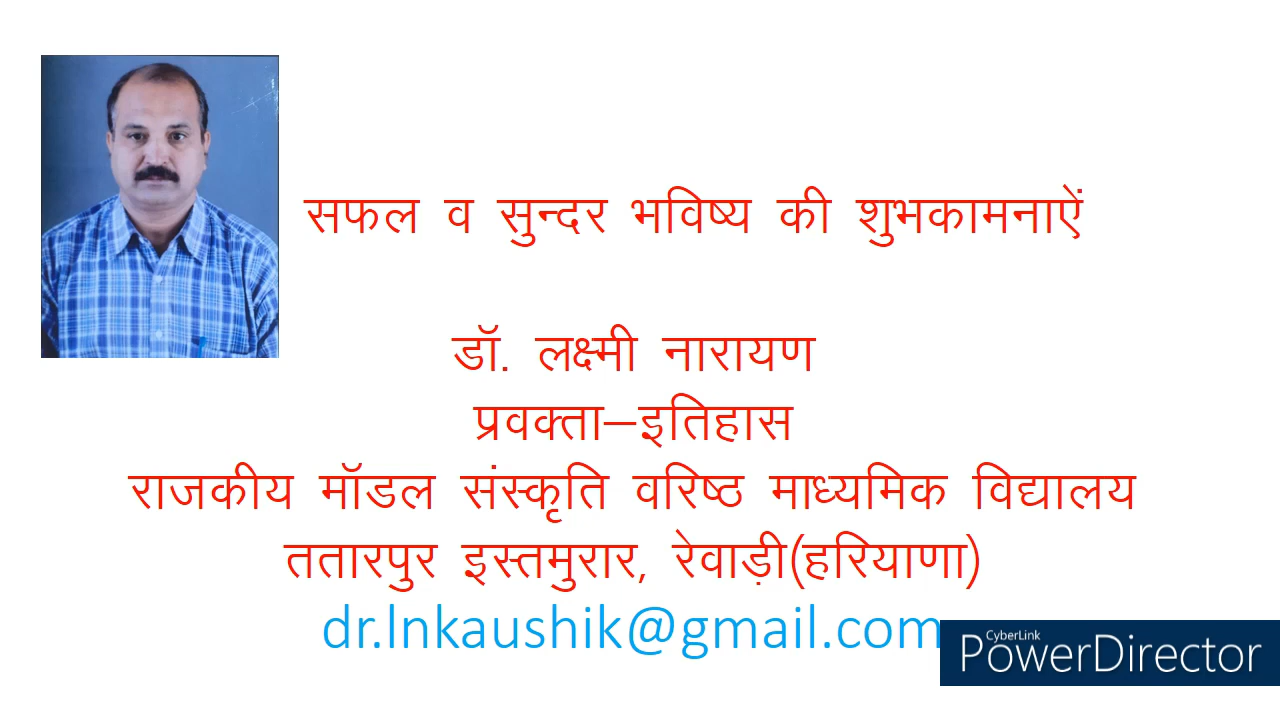 सफल व सुन्दर भविष्य की शुभकामनाऐं
डॉ. लक्ष्मी नारायण
प्रवक्ता–इतिहास
राजकीय मॉडल संस्कृति वरिष्ठ माध्यमिक विद्यालय
ततारपुर इस्तमुरार, रेवाड़ी(हरियाणा)
dr.lnkaushik@gmail.com
CyberLink
PowerDirector